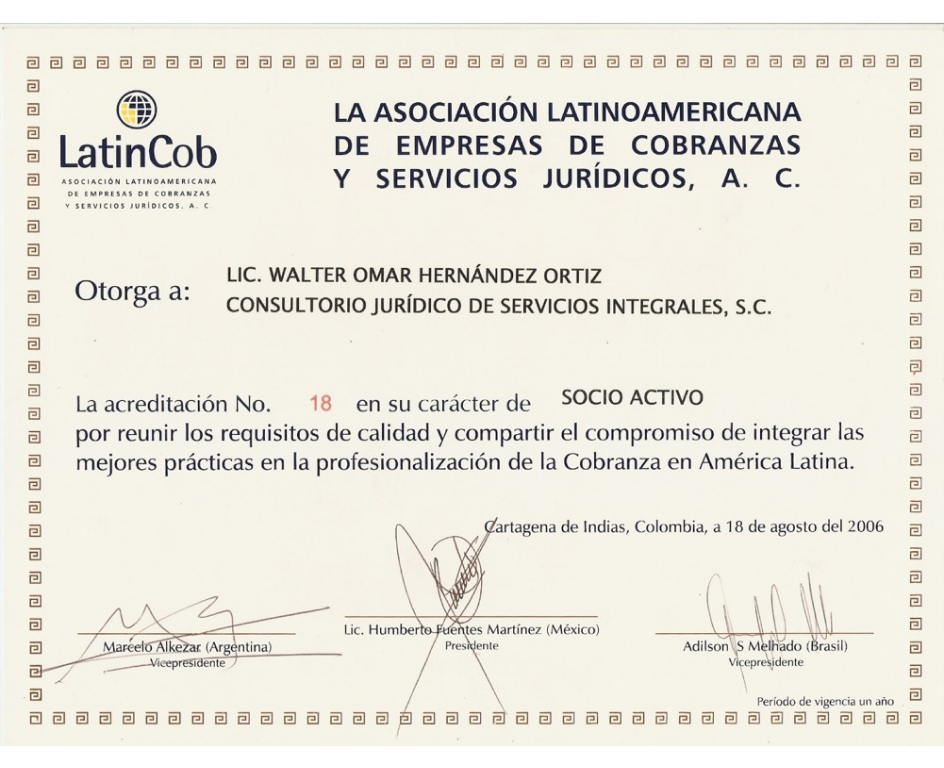 LatinCob
ASOCIACIÓN LATINOAMERICANA
DE EMPRESAS DE COBRANZAS
Y SERVICIOS JURÍDICOS, A. C.
LA ASOCIACIÓN LATINOAMERICANA
DE EMPRESAS DE COBRANZAS
Y SERVICIOS JURÍDICOS, A. C.
Otorga a:
LIC. WALTER OMAR HERNÁNDEZ ORTIZ
CONSULTORIO JURÍDICO DE SERVICIOS INTEGRALES, S.C.
La acreditación No. 18 en su carácter de SOCIO ACTIVO
por reunir los requisitos de calidad y compartir el compromiso de integrar las
mejores prácticas en la profesionalización de la Cobranza en América Latina.
Cartagena de Indias, Colombia, a 18 de agosto del 2006
Marcelo Alkezar (Argentina)
Vicepresidente
Lic. Humberto Fuentes Martínez (México)
Presidente
Adilson S Melhado (Brasil)
Vicepresidente
Período de vigencia un año